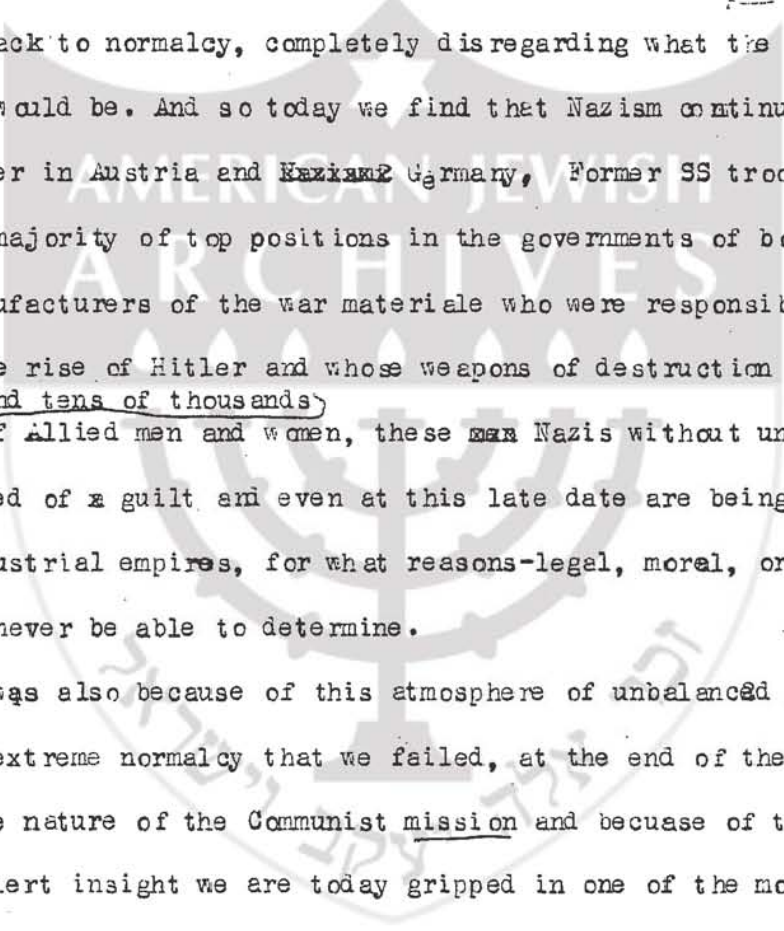 ack to normalcy, completely disregarding what the
would be. And so today we find that Nazism continu
er in Austria and Germany, Former SS troo
majority of top positions in the governments of bo
ufacturers of the war materiale who were responsib
e rise of Hitler and whose weapons of destruction
nd tens of thousands
f Allied men and women, these Nazis without un
ed of a guilt and even at this late date are being
ustrial empires, for what reasons-legal, moral, or
never be able to determine.
was also because of this atmosphere of unbalanced
extreme normalcy that we failed, at the end of the
e nature of the Communist mission and becuase of t
lert insight we are today gripped in one of the mo
AMERICAN JEWISH
ARCHIVES
זכר אלה יעקב וישראל